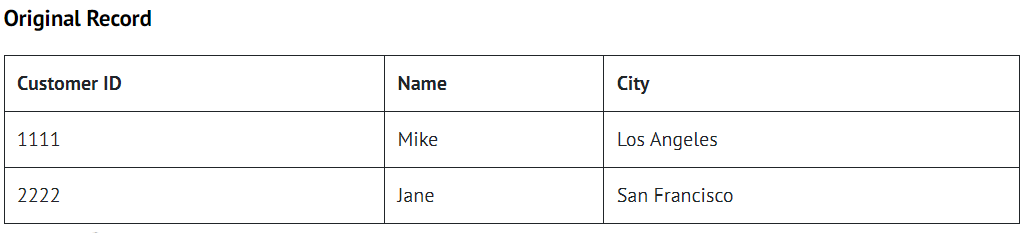 Original Record
Customer ID Name City
1111 Mike Los Angeles
2222 Jane San Francisco